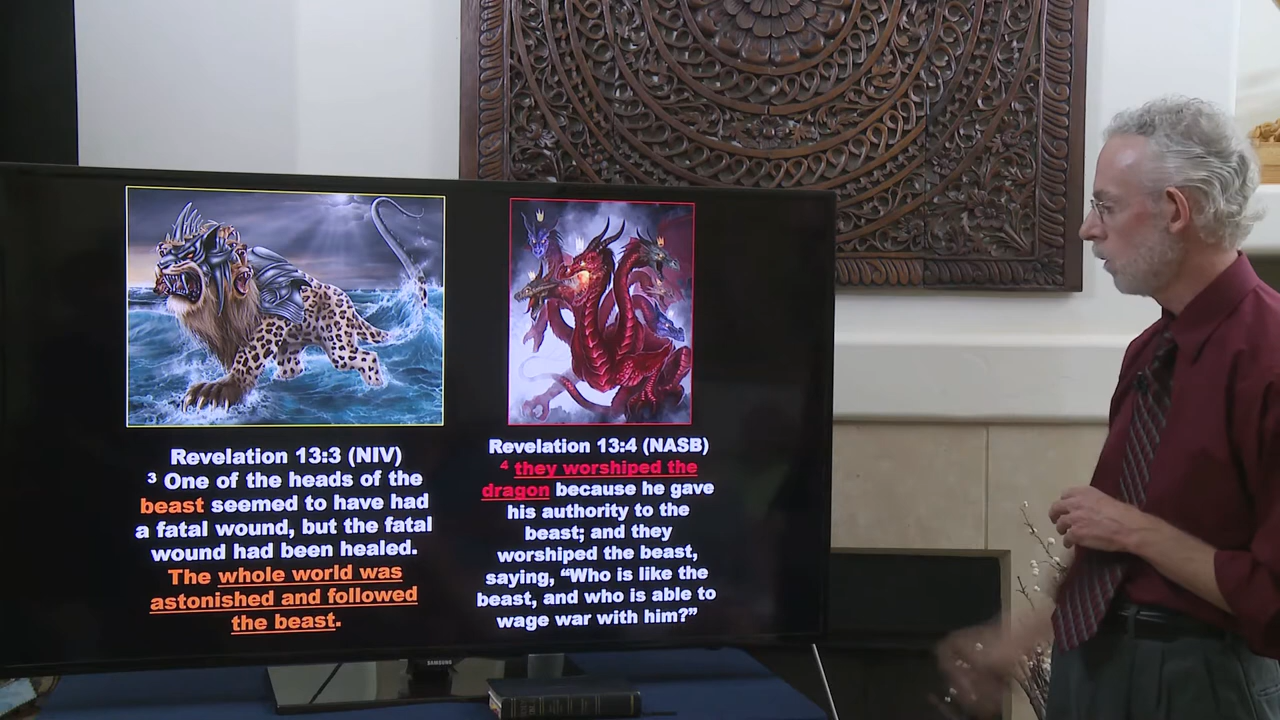 Revelation 13:3 (NIV)
3 One of the heads of the
beast seemed to have had
a fatal wound, but the fatal
wound had been healed.
The whole world was
astonished and followed
the beast.
Revelation 13:4 (NASB)
4 they worshiped the
dragon because he gave
his authority to the
beast; and they
worshiped the beast,
saying, “Who is like the
beast, and who is able to
wage war with him?”
SAMSUNG